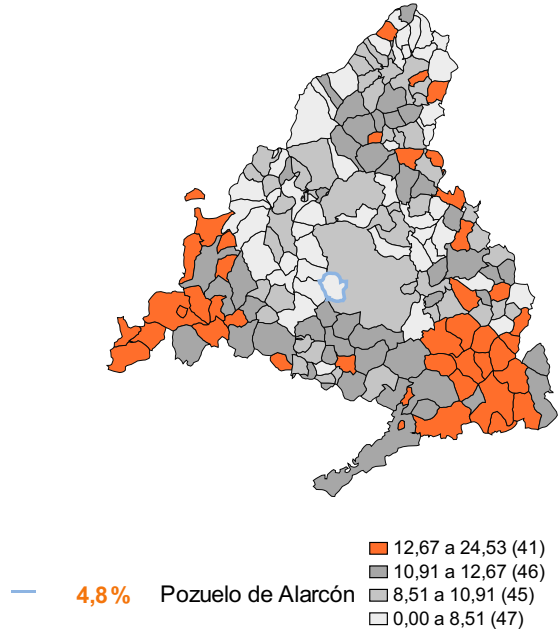 12,67 a 24,53 (41)
10,91 a 12,67 (46)
4,8% Pozuelo de Alarcón
8,51 a 10,91 (45)
0,00 a 8,51 (47)